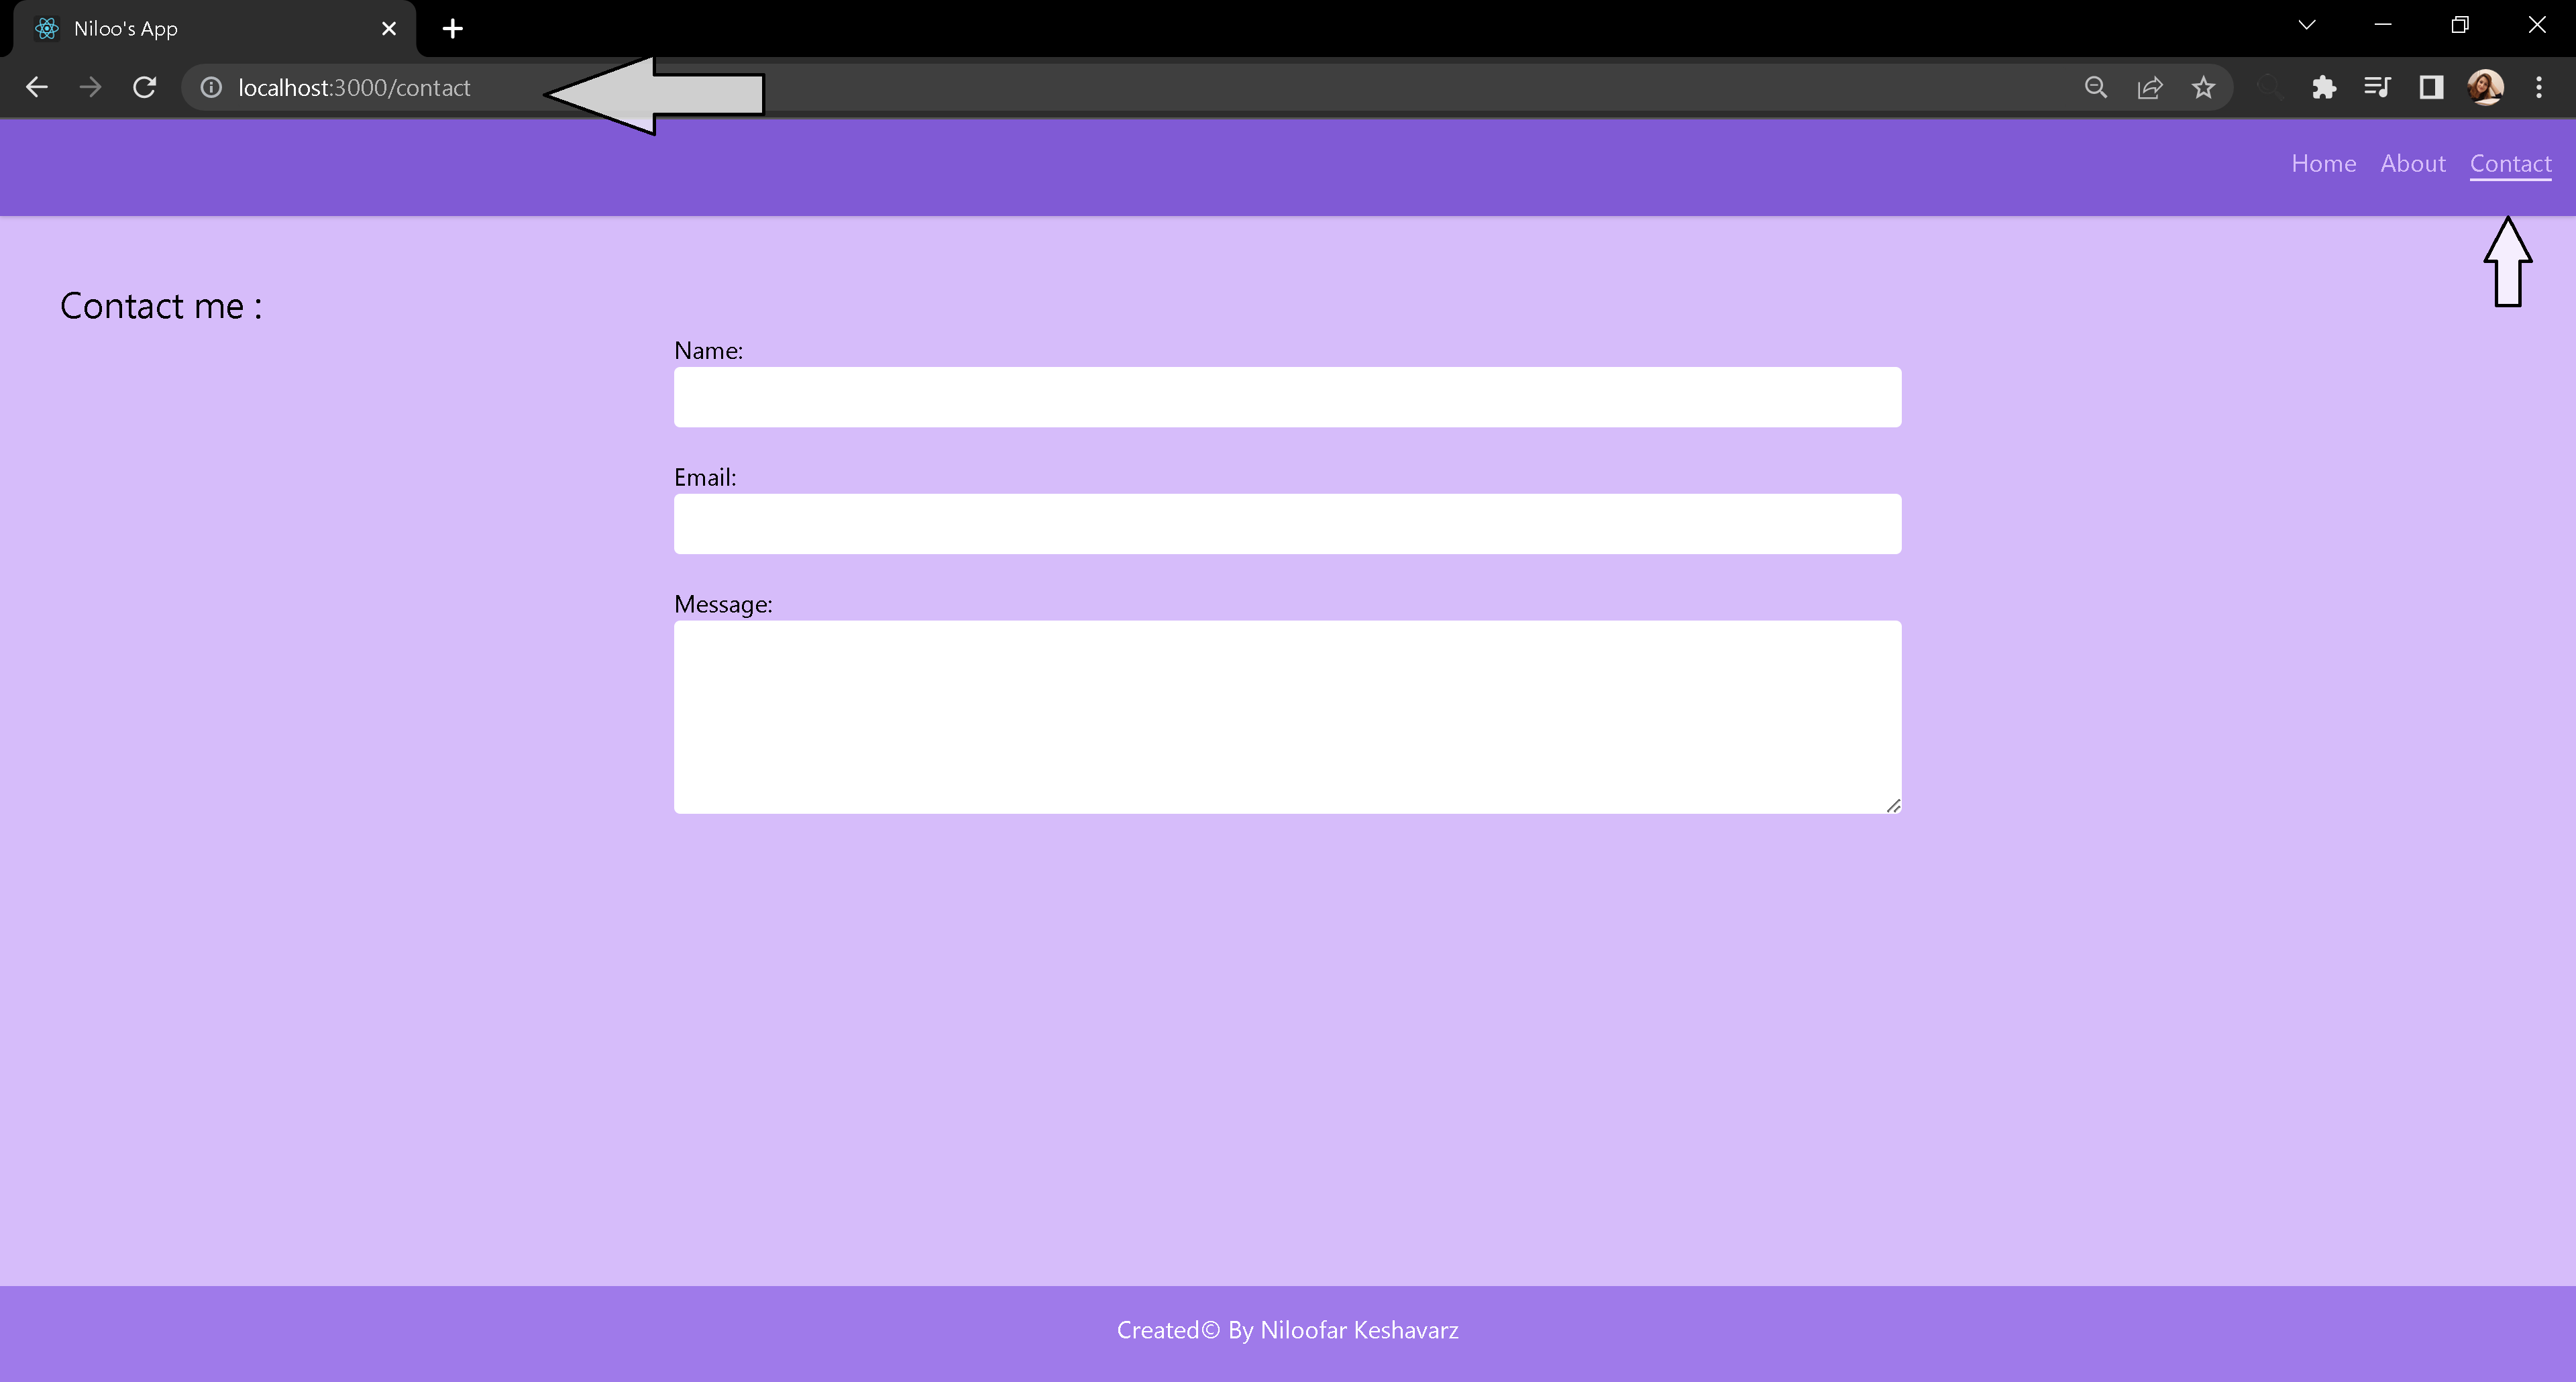 Niloo's App
localhost:3000/contact
Home About Contact
Contact me :
Name:
Email:
Message:
Created© By Niloofar Keshavarz